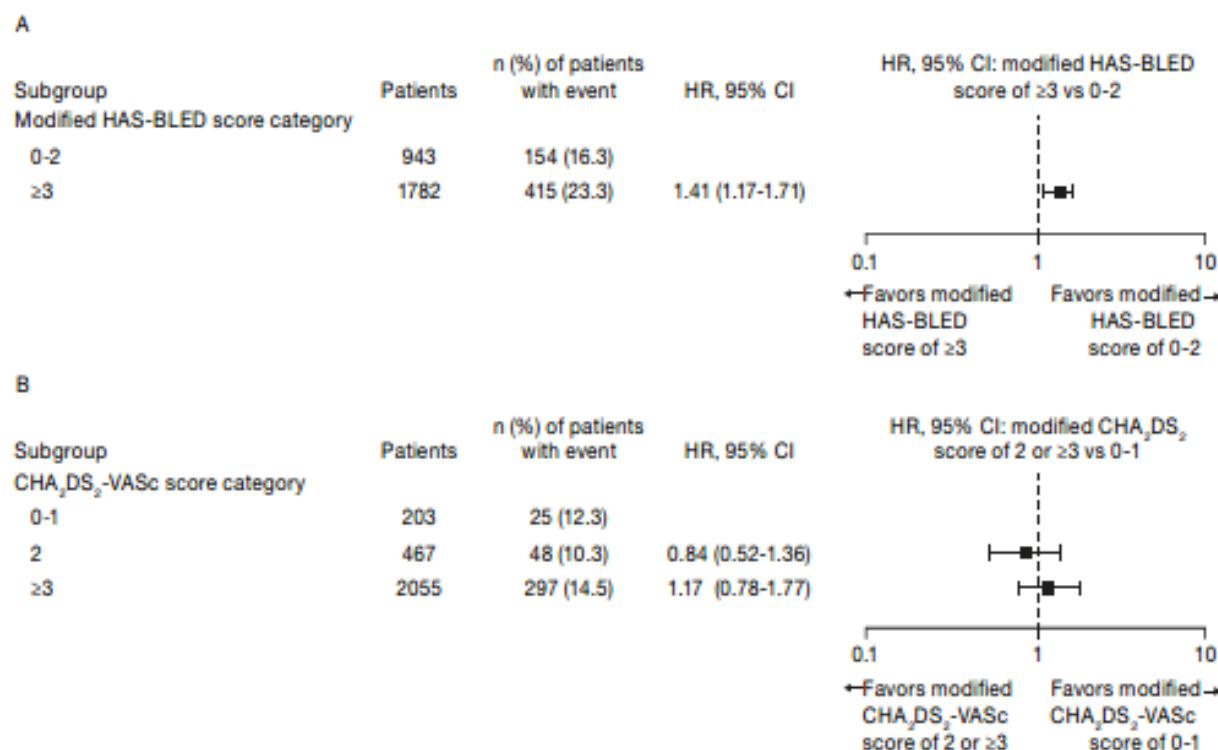 A
n (%) of patients HR, 95% CI: modified HAS-BLED
Subgroup Patients with event HR, 95% CI score of ≥3 vs 0-2
Modified HAS-BLED score category
0-2 943 154 (16.3)
≥3 1782 415 (23.3) 1.41 (1.17-1.71)
0.1 1 10
←Favors modified Favors modified→
HAS-BLED HAS-BLED
score of ≥3 score of 0-2
B
n (%) of patients HR, 95% CI: modified CHA₂DS₂
Subgroup Patients with event HR, 95% CI score of 2 or ≥3 vs 0-1
CHA₂DS₂-VASc score category
0-1 203 25 (12.3)
2 467 48 (10.3) 0.84 (0.52-1.36)
≥3 2055 297 (14.5) 1.17 (0.78-1.77)
0.1 1 10
←Favors modified Favors modified→
CHA₂DS₂-VASc CHA₂DS₂-VASc
score of 2 or ≥3 score of 0-1